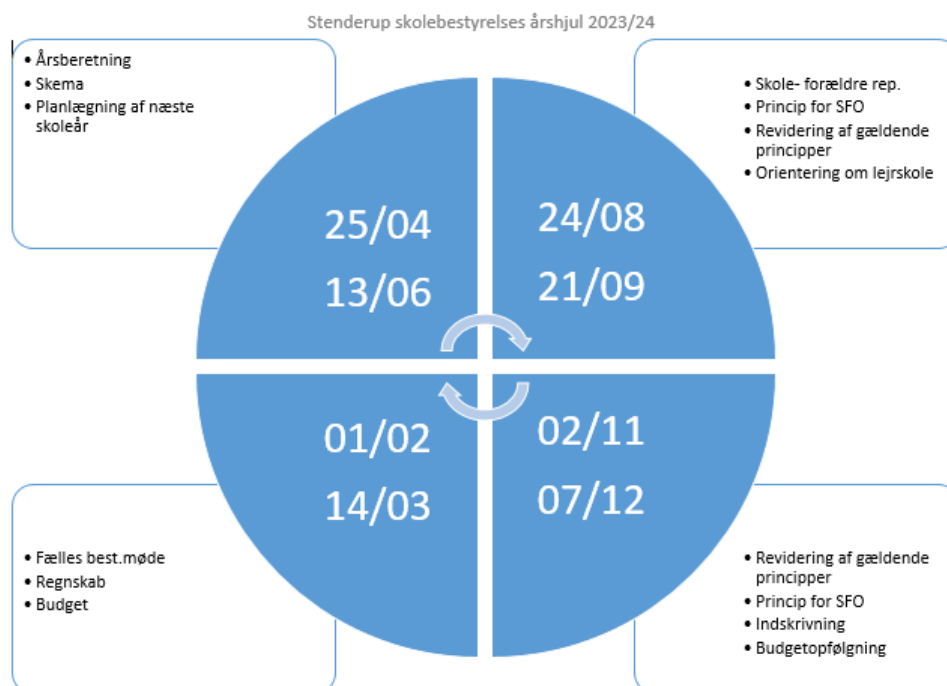 Stenderup skolebestyrelses årshjul 2023/24
• Årsberetning
• Skema
• Planlægning af næste
skoleår
• Skole- forældre rep.
• Princip for SFO
• Revidering af gældende
principper
• Orientering om lejrskole
25/04
13/06
24/08
21/09
01/02
14/03
02/11
07/12
• Fælles best.møde
• Regnskab
• Budget
• Revidering af gældende
principper
• Princip for SFO
• Indskrivning
• Budgetopfølgning